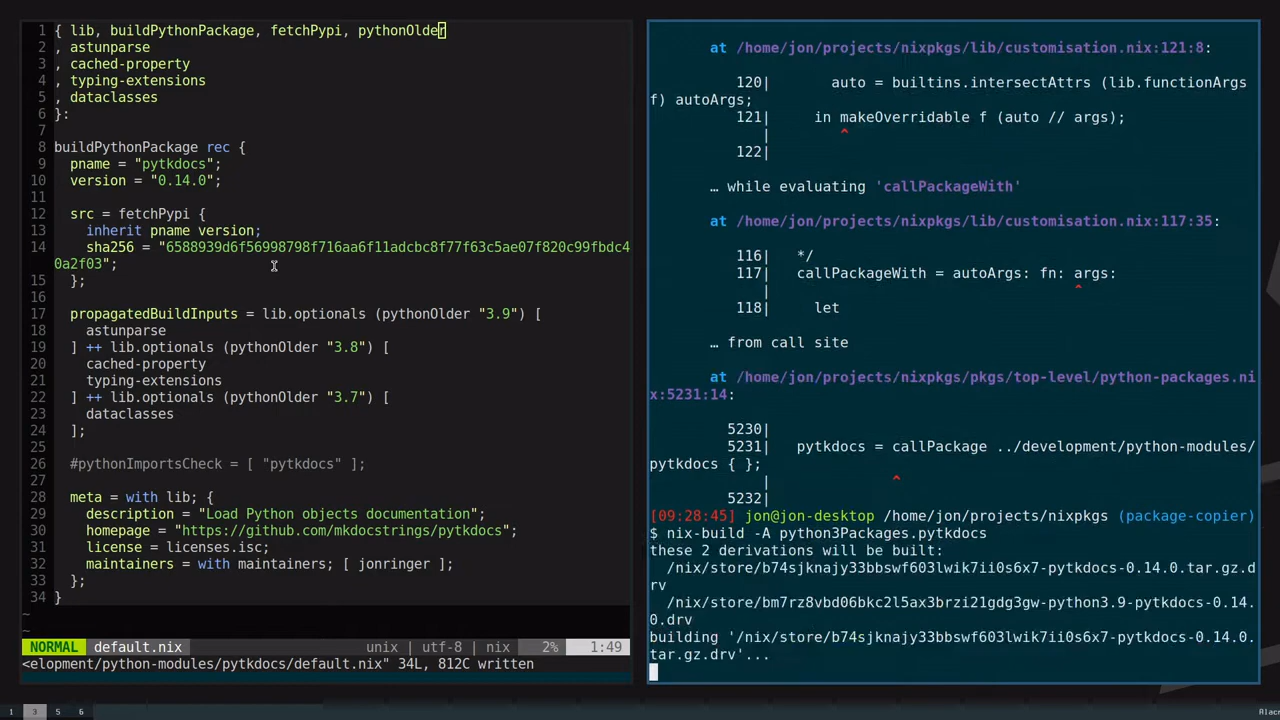 1 { lib, buildPythonPackage, fetchPypi, pythonOlder
2 , astunparse
3 , cached-property
4 , typing-extensions
5 , dataclasses
6 }:
7
8 buildPythonPackage rec {
9 pname = "pytkdocs";
10 version = "0.14.0";
11
12 src = fetchPypi {
13 inherit pname version;
14 sha256 = "6588939d6f56998798f716aa6f11adcbc8f77f63c5ae07f820c99fbdc4
0a2f03";
15 };
16
17 propagatedBuildInputs = lib.optionals (pythonOlder "3.9") [
18 astunparse
19 ] ++ lib.optionals (pythonOlder "3.8") [
20 cached-property
21 typing-extensions
22 ] ++ lib.optionals (pythonOlder "3.7") [
23 dataclasses
24 ];
25
26 #pythonImportsCheck = [ "pytkdocs" ];
27
28 meta = with lib; {
29 description = "Load Python objects documentation";
30 homepage = "https://github.com/mkdocstrings/pytkdocs";
31 license = licenses.isc;
32 maintainers = with maintainers; [ jonringer ];
33 };
34 }
~
~
NORMAL default.nix unix | utf-8 | nix 2% 1:49
<elopment/python-modules/pytkdocs/default.nix" 34L, 812C written
at /home/jon/projects/nixpkgs/lib/customisation.nix:121:8:
120| auto = builtins.intersectAttrs (lib.functionArgs
f) autoArgs;
121| in makeOverridable f (auto // args);
| ^
122|
… while evaluating 'callPackageWith'
at /home/jon/projects/nixpkgs/lib/customisation.nix:117:35:
116| */
117| callPackageWith = autoArgs: fn: args:
| ^
118| let
… from call site
at /home/jon/projects/nixpkgs/pkgs/top-level/python-packages.ni
x:5231:14:
5230|
5231| pytkdocs = callPackage ../development/python-modules/
pytkdocs { };
| ^
5232|
[09:28:45] jon@jon-desktop /home/jon/projects/nixpkgs (package-copier)
$ nix-build -A python3Packages.pytkdocs
these 2 derivations will be built:
/nix/store/b74sjknajy33bbswf603lwik7ii0s6x7-pytkdocs-0.14.0.tar.gz.d
rv
/nix/store/bm7rz8vbd06bkc2l5ax3brzi21gdg3gw-python3.9-pytkdocs-0.14.
0.drv
building '/nix/store/b74sjknajy33bbswf603lwik7ii0s6x7-pytkdocs-0.14.0.
tar.gz.drv'...
1 3 5 6 Alacr